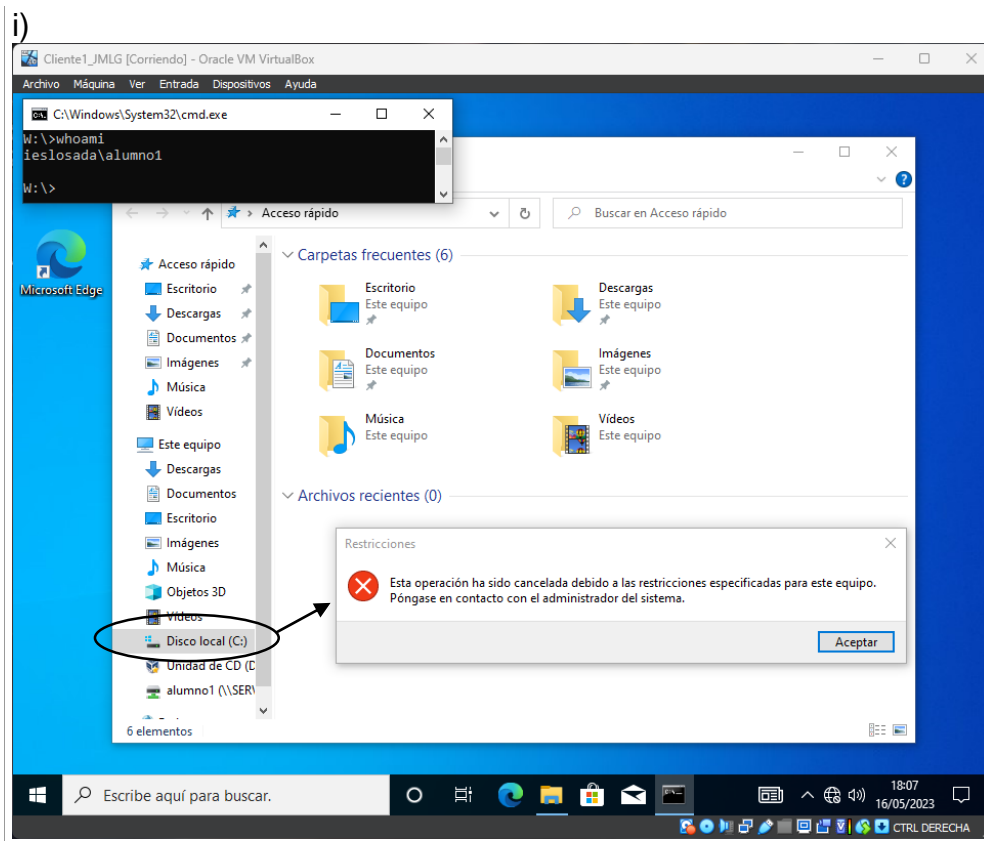 i)
Cliente1_JMLG [Corriendo] - Oracle VM VirtualBox
Archivo Máquina Ver Entrada Dispositivos Ayuda
C:\Windows\System32\cmd.exe
W:\>whoami
ieslosada\alumno1
W:\>
Acceso rápido
Buscar en Acceso rápido
Microsoft Edge
Acceso rápido
Escritorio
Descargas
Documentos
Imágenes
Música
Vídeos
Este equipo
Descargas
Documentos
Escritorio
Imágenes
Música
Objetos 3D
Vídeos
Disco local (C:)
Unidad de CD (D
alumno1 (\\SER
6 elementos
Carpetas frecuentes (6)
Escritorio
Este equipo
Descargas
Este equipo
Documentos
Este equipo
Imágenes
Este equipo
Música
Este equipo
Vídeos
Este equipo
Archivos recientes (0)
Restricciones
Esta operación ha sido cancelada debido a las restricciones especificadas para este equipo.
Póngase en contacto con el administrador del sistema.
Aceptar
Escribe aquí para buscar.
18:07
16/05/2023
CTRL DERECHA